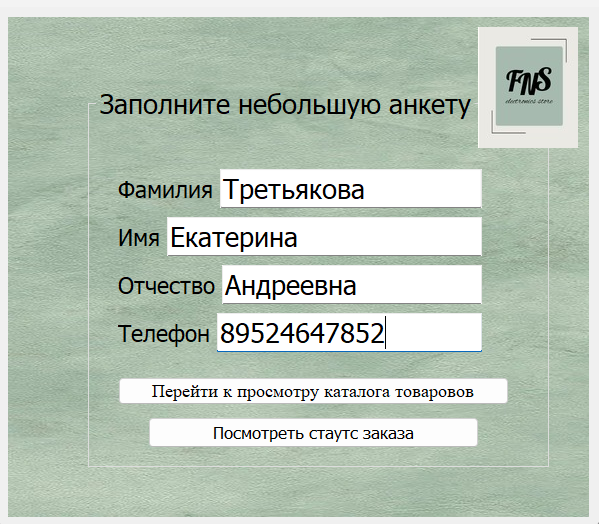 FNS
electronics store
Заполните небольшую анкету
Фамилия Третьякова
Имя Екатерина
Отчество Андреевна
Телефон 89524647852
Перейти к просмотру каталога товаровов
Посмотреть стаутс заказа